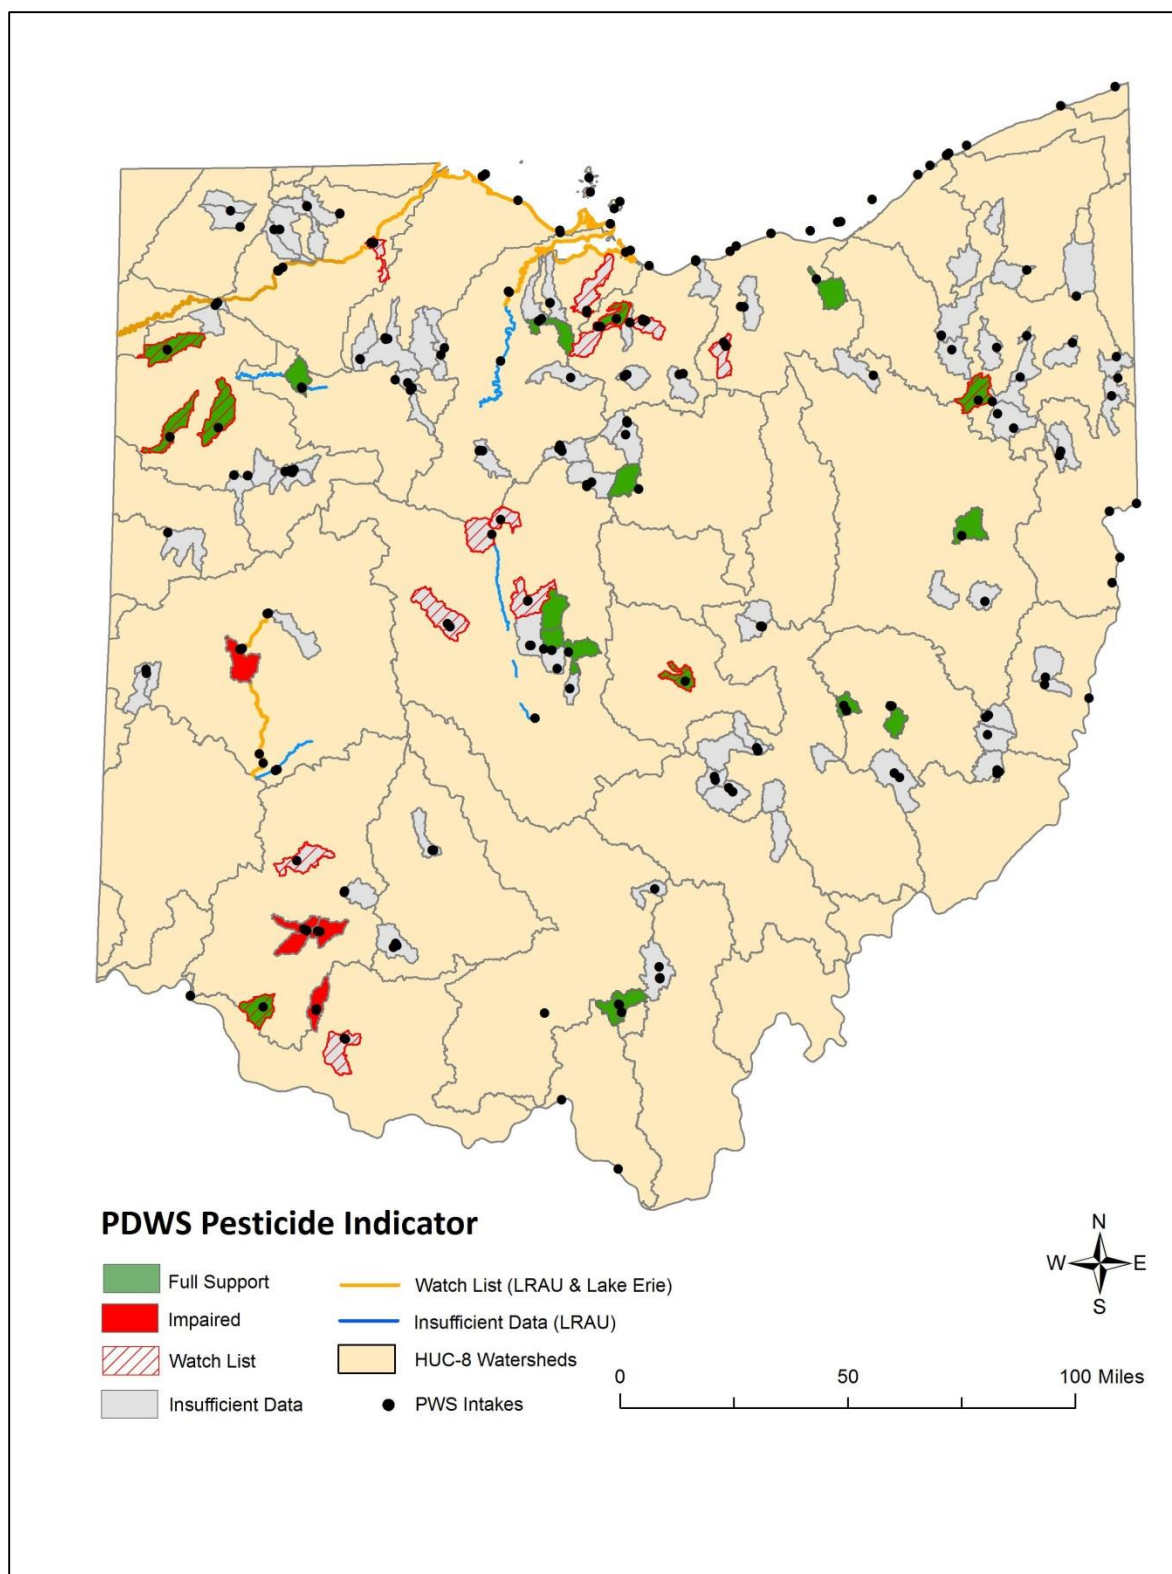 PDWS Pesticide Indicator
Full Support
Impaired
Watch List
Insufficient Data
Watch List (LRAU & Lake Erie)
Insufficient Data (LRAU)
HUC-8 Watersheds
PWS Intakes
N
W E
S
0 50 100 Miles